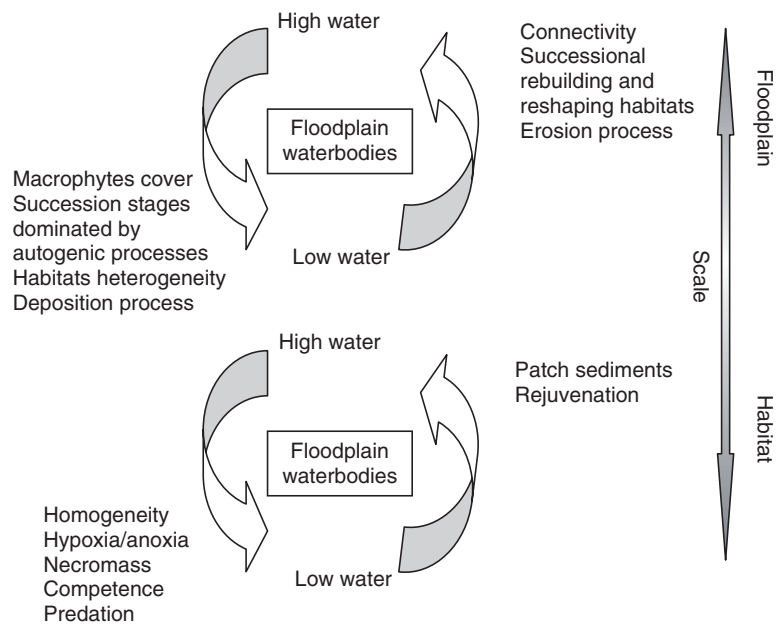 High water
Connectivity
Successional
rebuilding and
reshaping habitats
Erosion process
Floodplain
waterbodies
Macrophytes cover
Succession stages
dominated by
autogenic processes
Habitats heterogeneity
Deposition process
Low water
High water
Patch sediments
Rejuvenation
Floodplain
waterbodies
Homogeneity
Hypoxia/anoxia
Necromass
Competence
Predation
Low water
Floodplain
Scale
Habitat